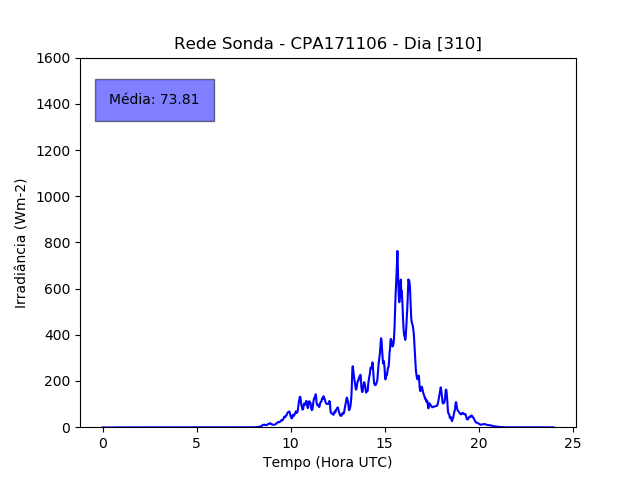 Rede Sonda - CPA171106 - Dia [310]
1600
1400
1200
1000
800
600
400
200
0
Média: 73.81
Irradiância (Wm-2)
0 5 10 15 20 25
Tempo (Hora UTC)